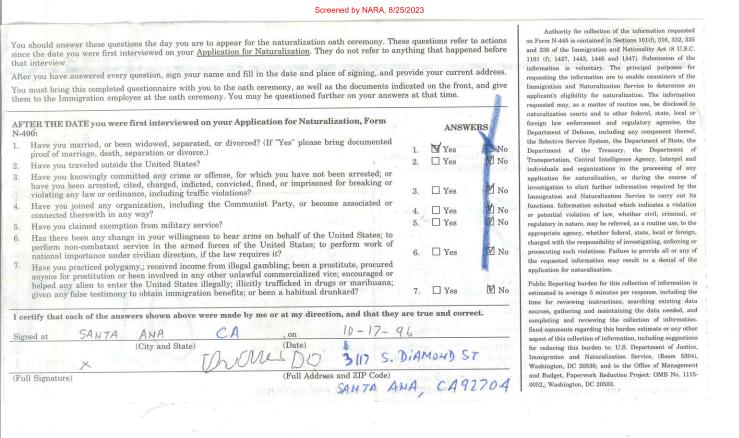 Screened by NARA, 8/25/2023
You should answer these questions the day you are to appear for the naturalization oath ceremony. These questions refer to actions
since the date you were first interviewed on your Application for Naturalization. They do not refer to anything that happened before
that interview.
After you have answered every question, sign your name and fill in the date and place of signing, and provide your current address.
You must bring this completed questionnaire with you to the oath ceremony, as well as the documents indicated on the front, and give
them to the Immigration employee at the oath ceremony. You may be questioned further on your answers at that time.
AFTER THE DATE you were first interviewed on your Application for Naturalization, Form
N-400:
ANSWERS
1. Have you married, or been widowed, separated, or divorced? (If "Yes" please bring documented
proof of marriage, death, separation or divorce.)
1. Yes No
2. Have you traveled outside the United States?
2. Yes No
3. Have you knowingly committed any crime or offense, for which you have not been arrested; or
have you been arrested, cited, charged, indicted, convicted, fined, or imprisoned for breaking or
violating any law or ordinance, including traffic violations?
3. Yes No
4. Have you joined any organization, including the Communist Party, or become associated or
connected therewith in any way?
4. Yes No
5. Have you claimed exemption from military service?
5. Yes No
6. Has there been any change in your willingness to bear arms on behalf of the United States; to
perform non-combatant service in the armed forces of the United States; to perform work of
national importance under civilian direction, if the law requires it?
6. Yes No
7. Have you practiced polygamy,; received income from illegal gambling; been a prostitute, procured
anyone for prostitution or been involved in any other unlawful commercialized vice; encouraged or
helped any alien to enter the United States illegally; illicitly trafficked in drugs or marihuana;
given any false testimony to obtain immigration benefits; or been a habitual drunkard?
7. Yes No
I certify that each of the answers shown above were made by me or at my direction, and that they are true and correct.
Signed at SANTA ANA CA , on 10-17-96
(City and State) (Date)
X 3117 S. DIAMOND ST
(Full Signature) (Full Address and ZIP Code)
SANTA ANA, CA 92704
Authority for collection of the information requested
on Form N-445 is contained in Sections 101(f), 316, 332, 335
and 336 of the Immigration and Nationality Act (8 U.S.C.
1101 (f), 1427, 1443, 1446 and 1447). Submission of the
information is voluntary. The principal purposes for
requesting the information are to enable examiners of the
Immigration and Naturalization Service to determine an
applicant's eligibility for naturalization. The information
requested may, as a matter of routine use, be disclosed to
naturalization courts and to other federal, state, local or
foreign law enforcement and regulatory agencies, the
Department of Defense, including any component thereof,
the Selective Service System, the Department of State, the
Department of the Treasury, the Department of
Transportation, Central Intelligence Agency, Interpol and
individuals and organizations in the processing of any
application for naturalization, or during the course of
investigation to elicit further information required by the
Immigration and Naturalization Service to carry out its
functions. Information solicited which indicates a violation
or potential violation of law, whether civil, criminal, or
regulatory in nature, may be referred, as a routine use, to the
appropriate agency, whether federal, state, local or foreign,
charged with the responsibility of investigating, enforcing or
prosecuting such violations. Failure to provide all or any of
the requested information may result in a denial of the
application for naturalization.
Public Reporting burden for this collection of information is
estimated to average 5 minutes per response, including the
time for reviewing instructions, searching existing data
sources, gathering and maintaining the data needed, and
completing and reviewing the collection of information.
Send comments regarding this burden estimate or any other
aspect of this collection of information, including suggestions
for reducing this burden to: U.S. Department of Justice,
Immigration and Naturalization Service, (Room 5304),
Washington, DC 20536; and to the Office of Management
and Budget, Paperwork Reduction Project: OMB No. 1115-
0052,; Washington, DC 20503.